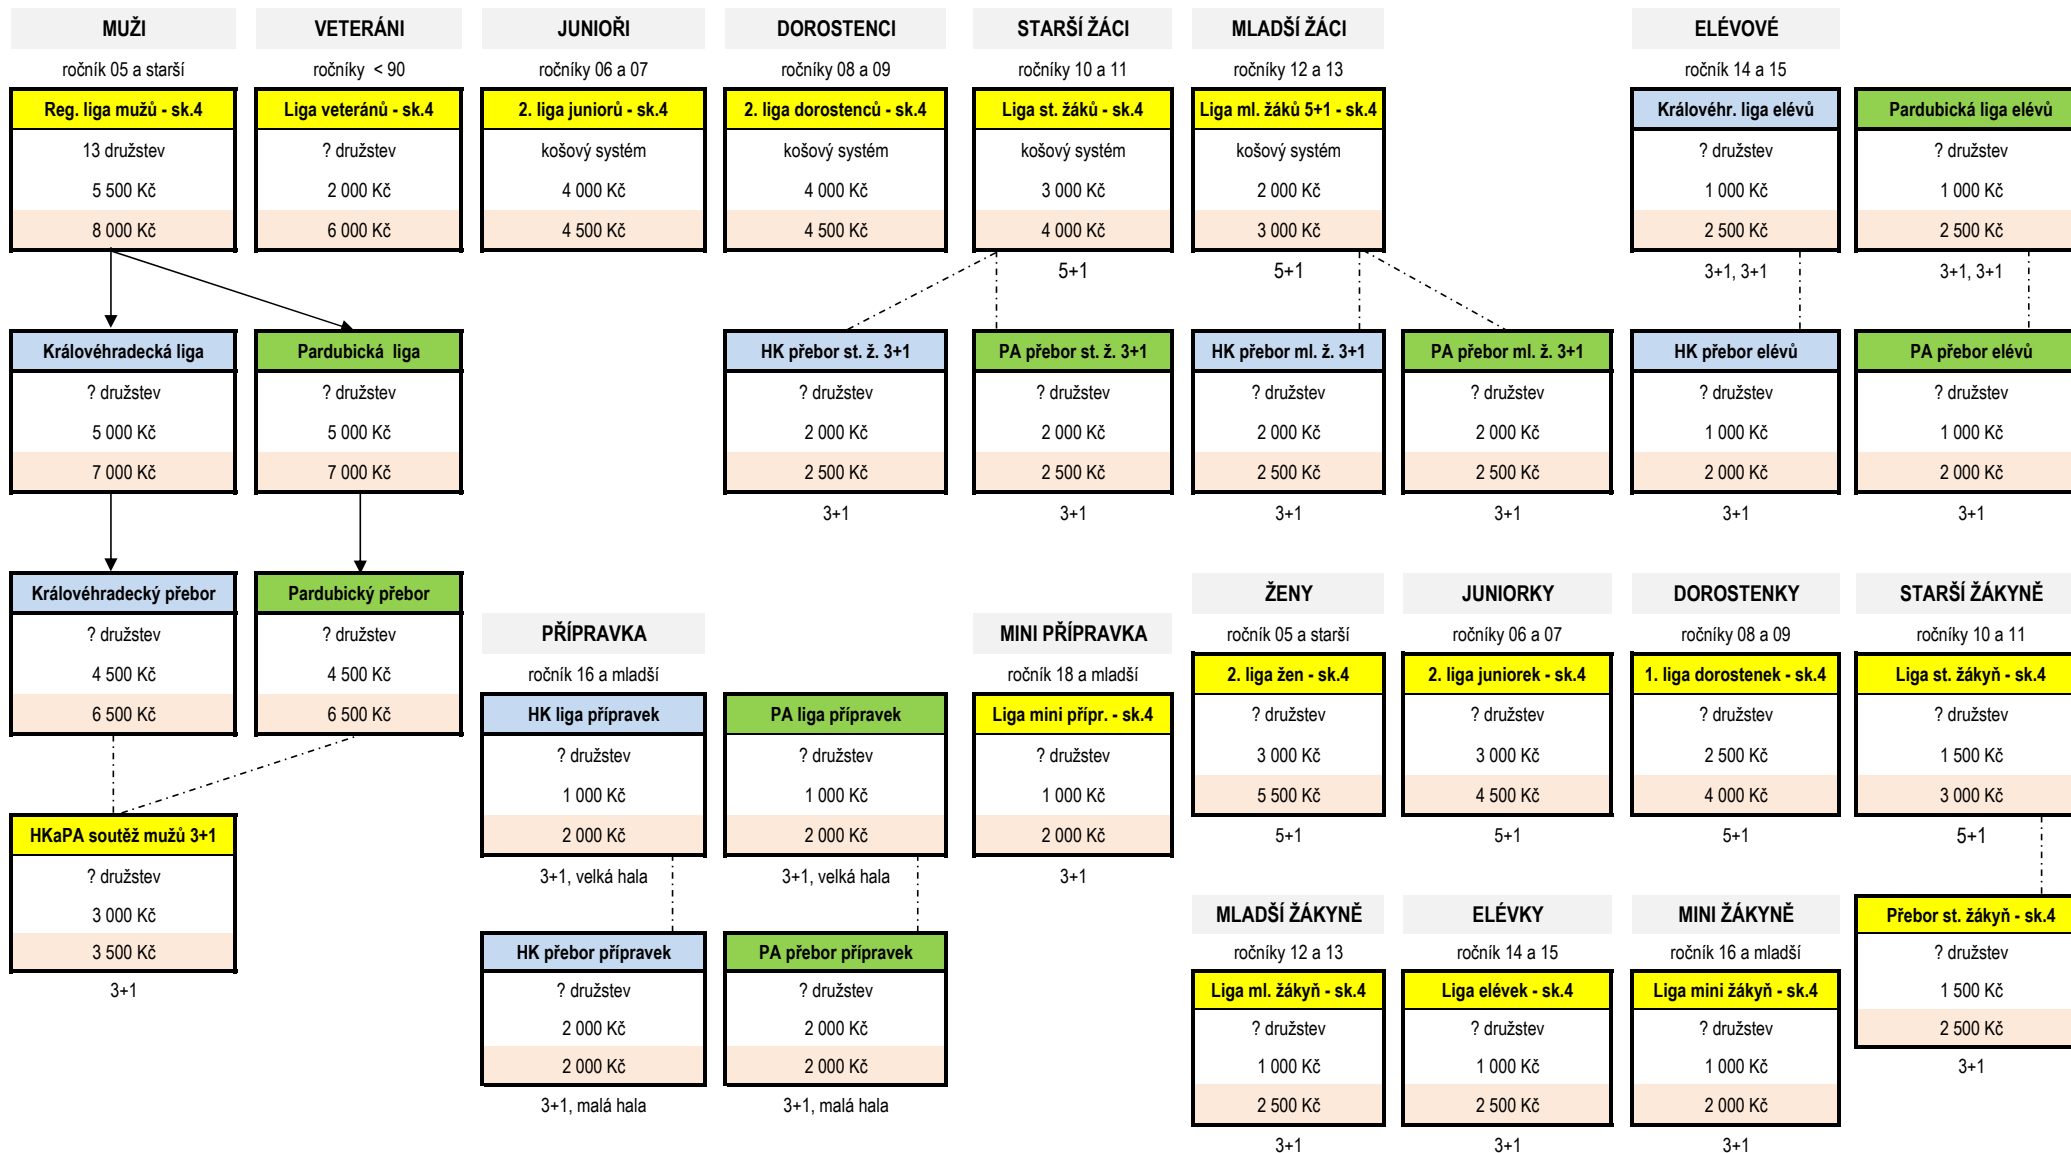 MUŽI
ročník 05 a starší
Reg. liga mužů - sk.4
13 družstev
5 500 Kč
8 000 Kč
Královéhradecká liga
? družstev
5 000 Kč
7 000 Kč
Královéhradecký přebor
? družstev
4 500 Kč
6 500 Kč
HKaPA soutěž mužů 3+1
? družstev
3 000 Kč
3 500 Kč
3+1
VETERÁNI
ročníky < 90
Liga veteránů - sk.4
? družstev
2 000 Kč
6 000 Kč
Pardubická liga
? družstev
5 000 Kč
7 000 Kč
Pardubický přebor
? družstev
4 500 Kč
6 500 Kč
JUNIOŘI
ročníky 06 a 07
2. liga juniorů - sk.4
košový systém
4 000 Kč
4 500 Kč
DOROSTENCI
ročníky 08 a 09
2. liga dorostenců - sk.4
košový systém
4 000 Kč
4 500 Kč
STARŠÍ ŽÁCI
ročníky 10 a 11
Liga st. žáků - sk.4
košový systém
3 000 Kč
4 000 Kč
5+1
HK přebor st. ž. 3+1
? družstev
2 000 Kč
2 500 Kč
3+1
PA přebor st. ž. 3+1
? družstev
2 000 Kč
2 500 Kč
3+1
MLADŠÍ ŽÁCI
ročníky 12 a 13
Liga ml. žáků 5+1 - sk.4
košový systém
2 000 Kč
3 000 Kč
5+1
HK přebor ml. ž. 3+1
? družstev
2 000 Kč
2 500 Kč
3+1
PA přebor ml. ž. 3+1
? družstev
2 000 Kč
2 500 Kč
3+1
ELÉVOVÉ
ročník 14 a 15
Královéhr. liga elévů
? družstev
1 000 Kč
2 500 Kč
3+1, 3+1
Pardubická liga elévů
? družstev
1 000 Kč
2 500 Kč
3+1, 3+1
HK přebor elévů
? družstev
1 000 Kč
2 000 Kč
3+1
PA přebor elévů
? družstev
1 000 Kč
2 000 Kč
3+1
PŘÍPRAVKA
ročník 16 a mladší
HK liga přípravek
? družstev
1 000 Kč
2 000 Kč
3+1, velká hala
PA liga přípravek
? družstev
1 000 Kč
2 000 Kč
3+1, velká hala
HK přebor přípravek
? družstev
2 000 Kč
2 000 Kč
3+1, malá hala
PA přebor přípravek
? družstev
2 000 Kč
2 000 Kč
3+1, malá hala
MINI PŘÍPRAVKA
ročník 18 a mladší
Liga mini přípr. - sk.4
? družstev
1 000 Kč
2 000 Kč
3+1
ŽENY
ročník 05 a starší
2. liga žen - sk.4
? družstev
3 000 Kč
5 500 Kč
5+1
JUNIORKY
ročníky 06 a 07
2. liga juniorek - sk.4
? družstev
3 000 Kč
4 500 Kč
5+1
DOROSTENKY
ročníky 08 a 09
1. liga dorostenek - sk.4
? družstev
2 500 Kč
4 000 Kč
5+1
STARŠÍ ŽÁKYNĚ
ročníky 10 a 11
Liga st. žákyň - sk.4
? družstev
1 500 Kč
3 000 Kč
5+1
Přebor st. žákyň - sk.4
? družstev
1 500 Kč
2 500 Kč
3+1
MLADŠÍ ŽÁKYNĚ
ročníky 12 a 13
Liga ml. žákyň - sk.4
? družstev
1 000 Kč
2 500 Kč
3+1
ELÉVKY
ročník 14 a 15
Liga elévek - sk.4
? družstev
1 000 Kč
2 500 Kč
3+1
MINI ŽÁKYNĚ
ročník 16 a mladší
Liga mini žákyň - sk.4
? družstev
1 000 Kč
2 000 Kč
3+1